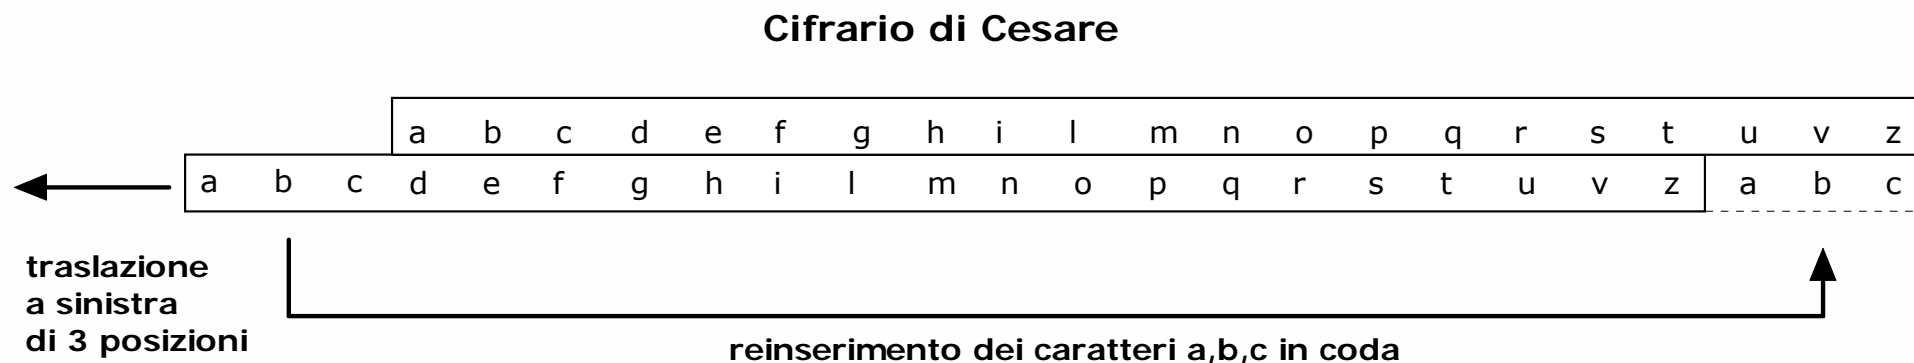 Cifrario di Cesare
a b c d e f g h i l m n o p q r s t u v z
a b c d e f g h i l m n o p q r s t u v z a b c
traslazione
a sinistra
di 3 posizioni
reinserimento dei caratteri a,b,c in coda